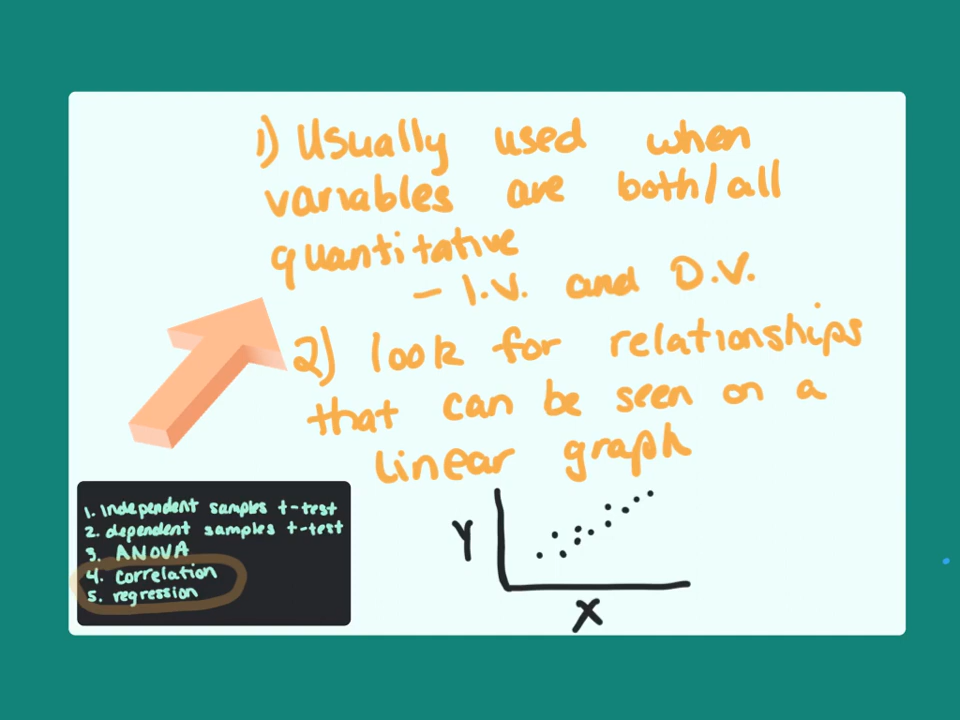 1) Usually used when
variables are both/all
quantitative
- I.V. and D.V.
2) look for relationships
that can be seen on a
linear graph
1. independent samples t-test
2. dependent samples t-test
3. ANOVA
4. correlation
5. regression
Y
X